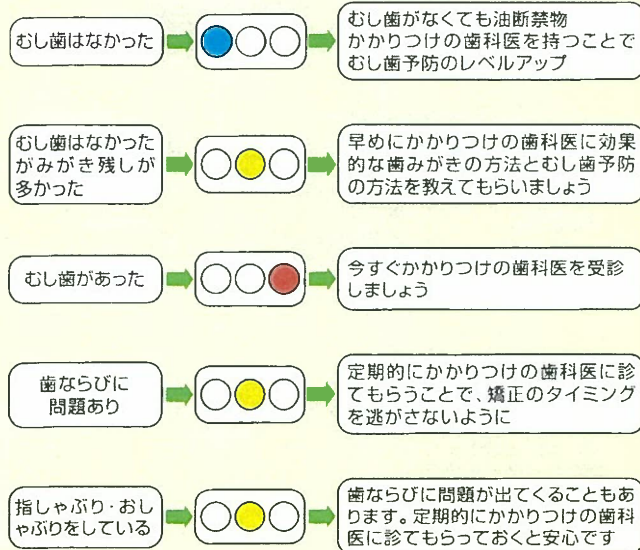 むし歯はなかった
むし歯がなくても油断禁物
かかりつけの歯科医を持つことで
むし歯予防のレベルアップ
むし歯はなかった
がみがき残しが
多かった
早めにかかりつけの歯科医に効果
的な歯みがきの方法とむし歯予防
の方法を教えてもらいましょう
むし歯があった
今すぐかかりつけの歯科医を受診
しましょう
歯ならびに
問題あり
定期的にかかりつけの歯科医に診
てもらうことで、矯正のタイミング
を逃がさないように
指しゃぶり・おし
ゃぶりをしている
歯ならびに問題が出てくることもあ
ります。定期的にかかりつけの歯科
医に診てもらっておくと安心です